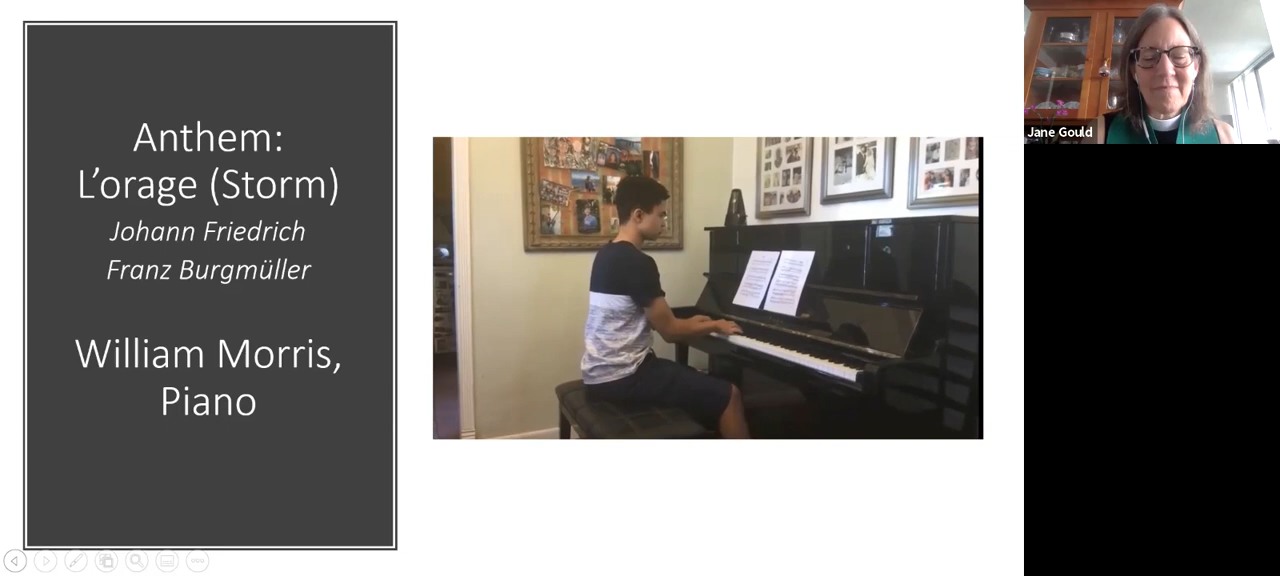 Anthem:
L’orage (Storm)
Johann Friedrich
Franz Burgmüller
William Morris,
Piano
Jane Gould